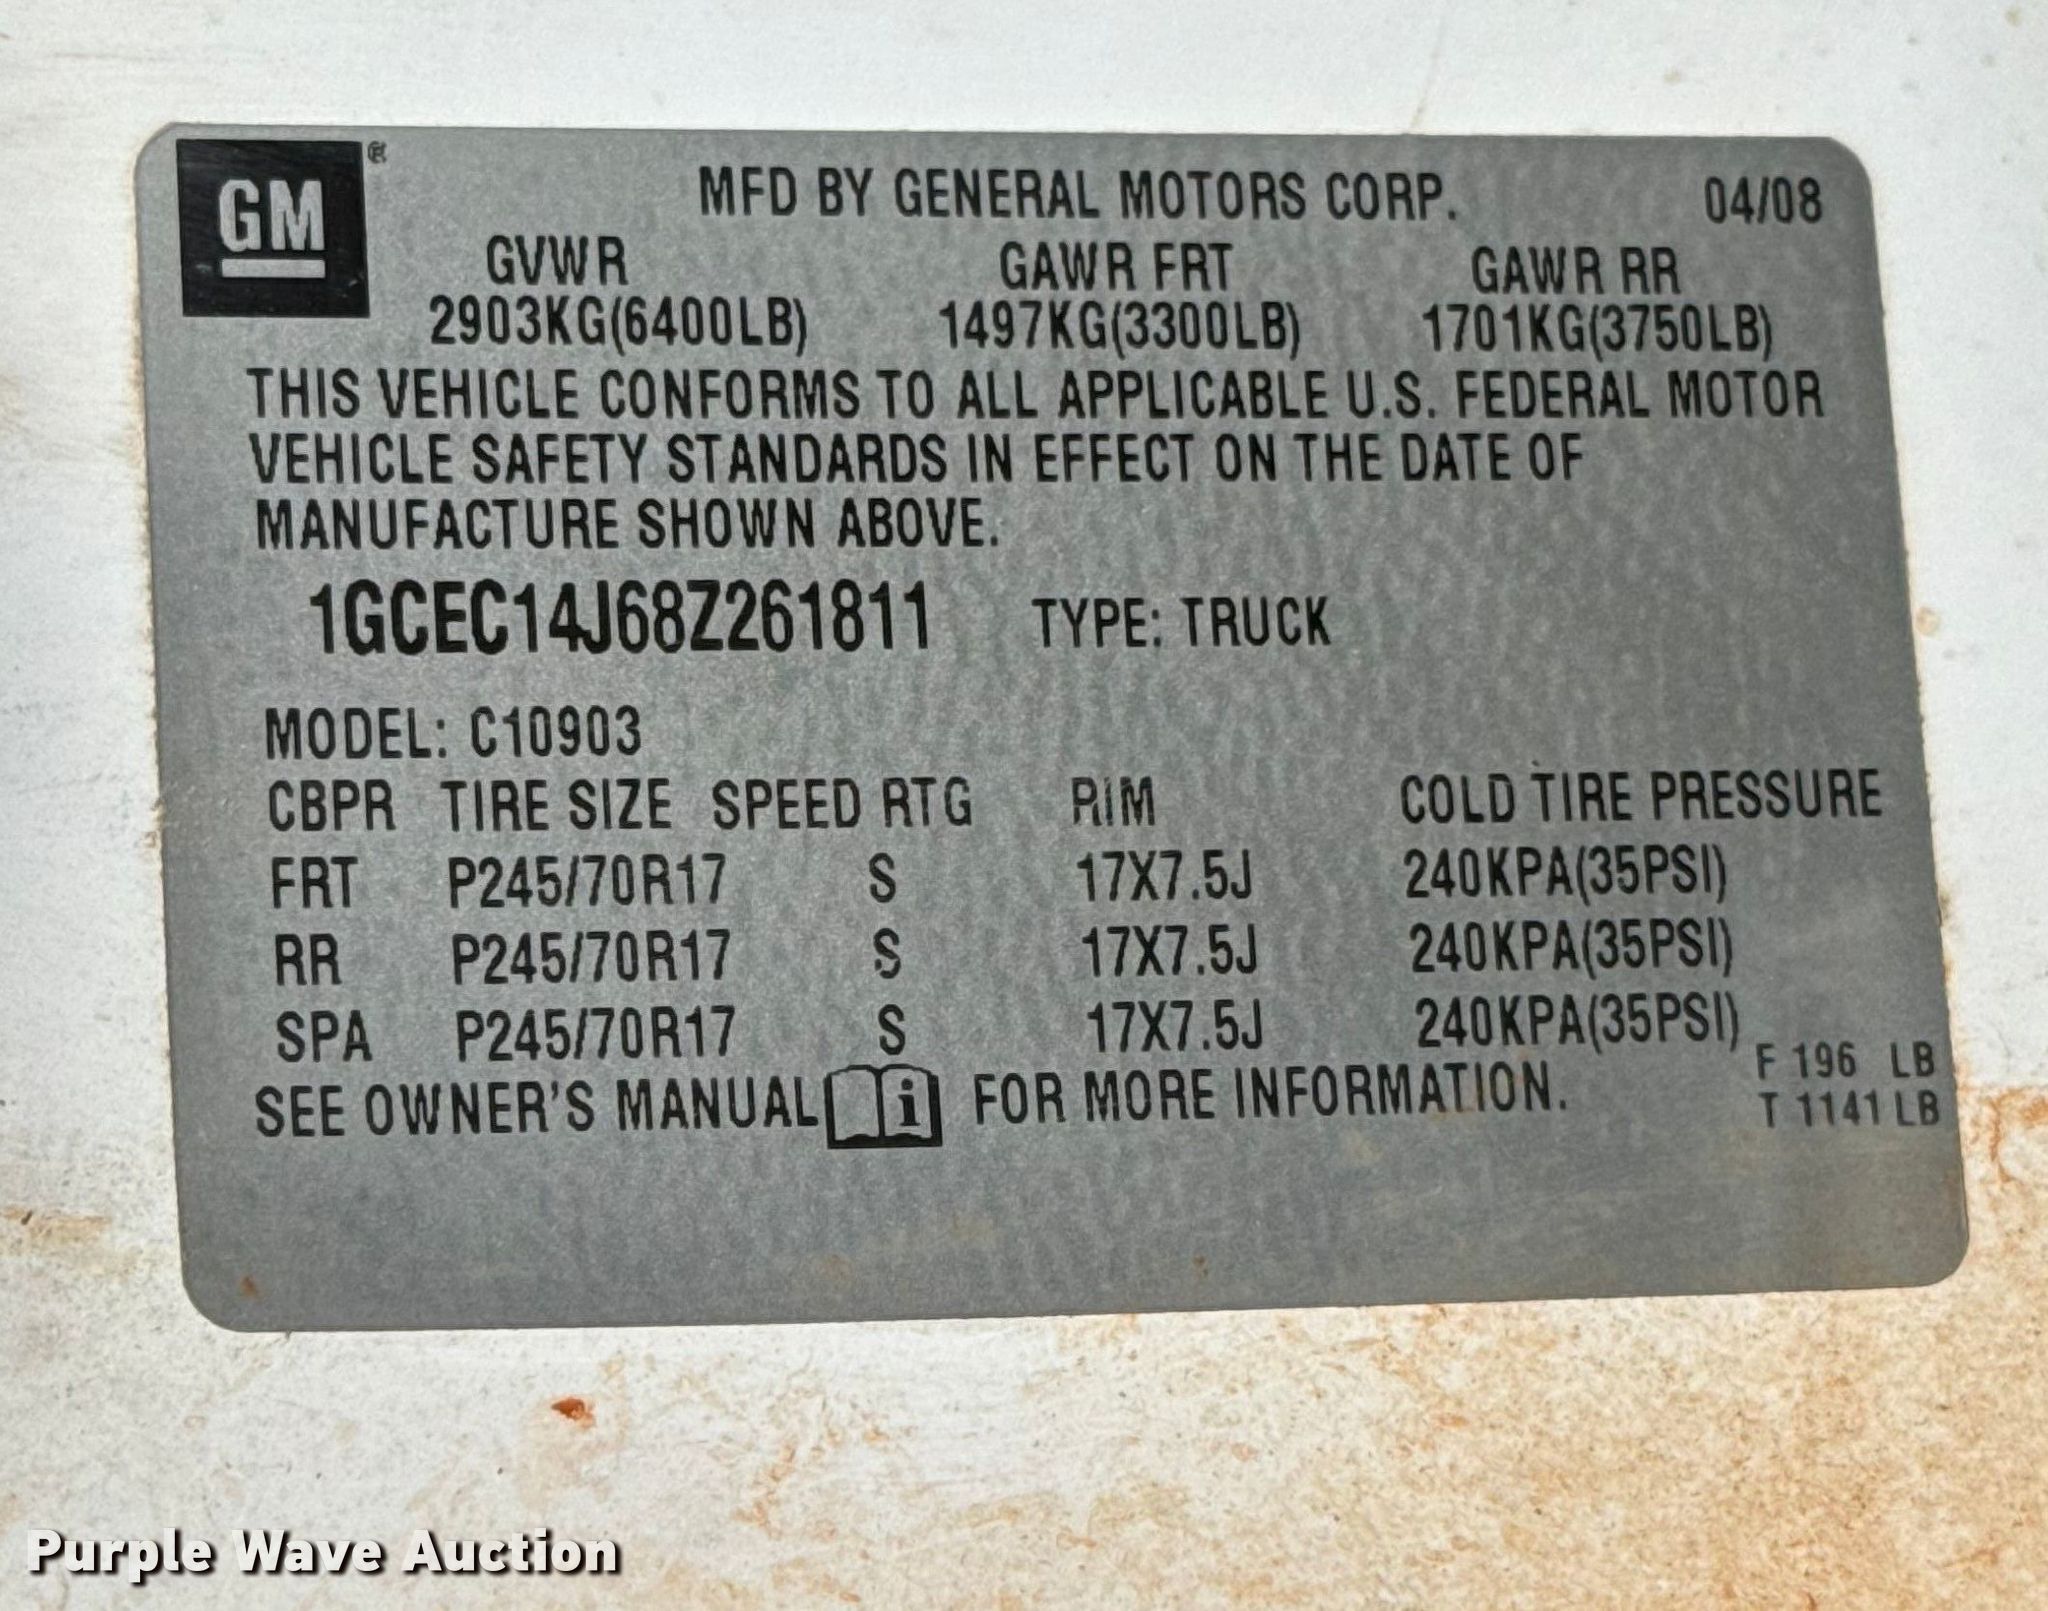 GM ®
MFD BY GENERAL MOTORS CORP. 04/08
GVWR GAWR FRT GAWR RR
2903KG(6400LB) 1497KG(3300LB) 1701KG(3750LB)
THIS VEHICLE CONFORMS TO ALL APPLICABLE U.S. FEDERAL MOTOR
VEHICLE SAFETY STANDARDS IN EFFECT ON THE DATE OF
MANUFACTURE SHOWN ABOVE.
1GCEC14J68Z261811 TYPE: TRUCK
MODEL: C10903
CBPR TIRE SIZE SPEED RTG RIM COLD TIRE PRESSURE
FRT P245/70R17 S 17X7.5J 240KPA(35PSI)
RR P245/70R17 S 17X7.5J 240KPA(35PSI)
SPA P245/70R17 S 17X7.5J 240KPA(35PSI)
SEE OWNER'S MANUAL i FOR MORE INFORMATION.
F 196 LB
T 1141 LB
Purple Wave Auction